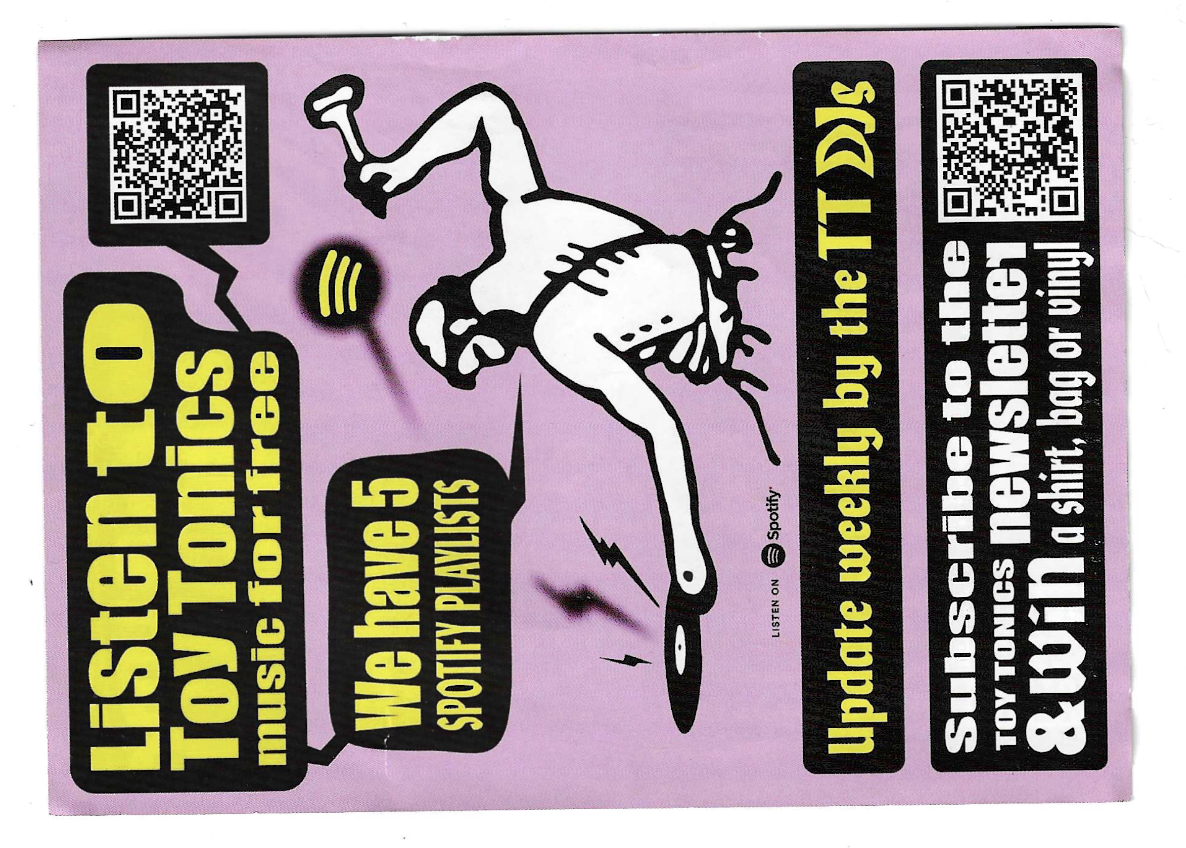 Listen to
Toy Tonics
music for free
We have 5
SPOTIFY PLAYLISTS
LISTEN ON Spotify
Update weekly by the TT DJs
Subscribe to the
TOY TONICS newsletter
& win a shirt, bag or vinyl